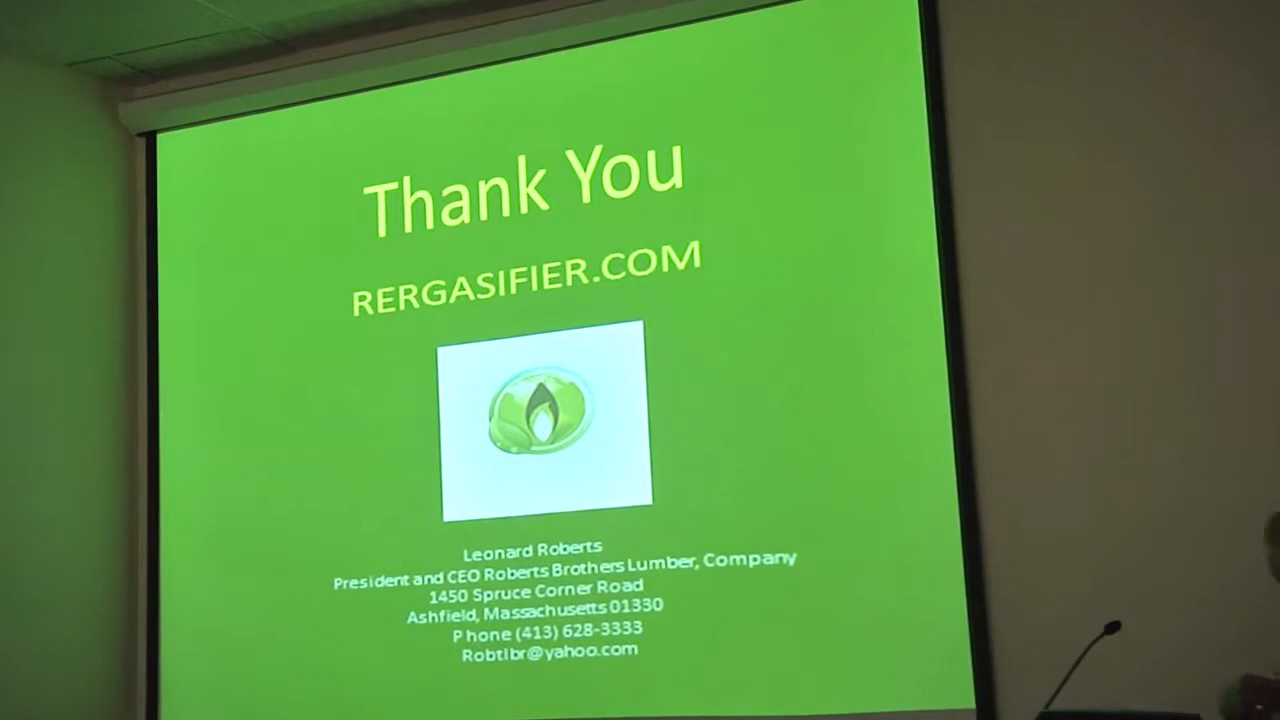 Thank You
RERGASIFIER.COM
Leonard Roberts
President and CEO Roberts Brothers Lumber, Company
1450 Spruce Corner Road
Ashfield, Massachusetts 01330
Phone (413) 628-3333
Robtlbr@yahoo.com